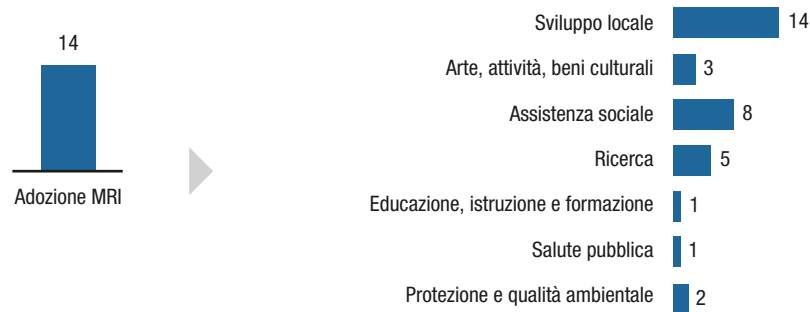 14
Adozione MRI
Sviluppo locale 14
Arte, attività, beni culturali 3
Assistenza sociale 8
Ricerca 5
Educazione, istruzione e formazione 1
Salute pubblica 1
Protezione e qualità ambientale 2